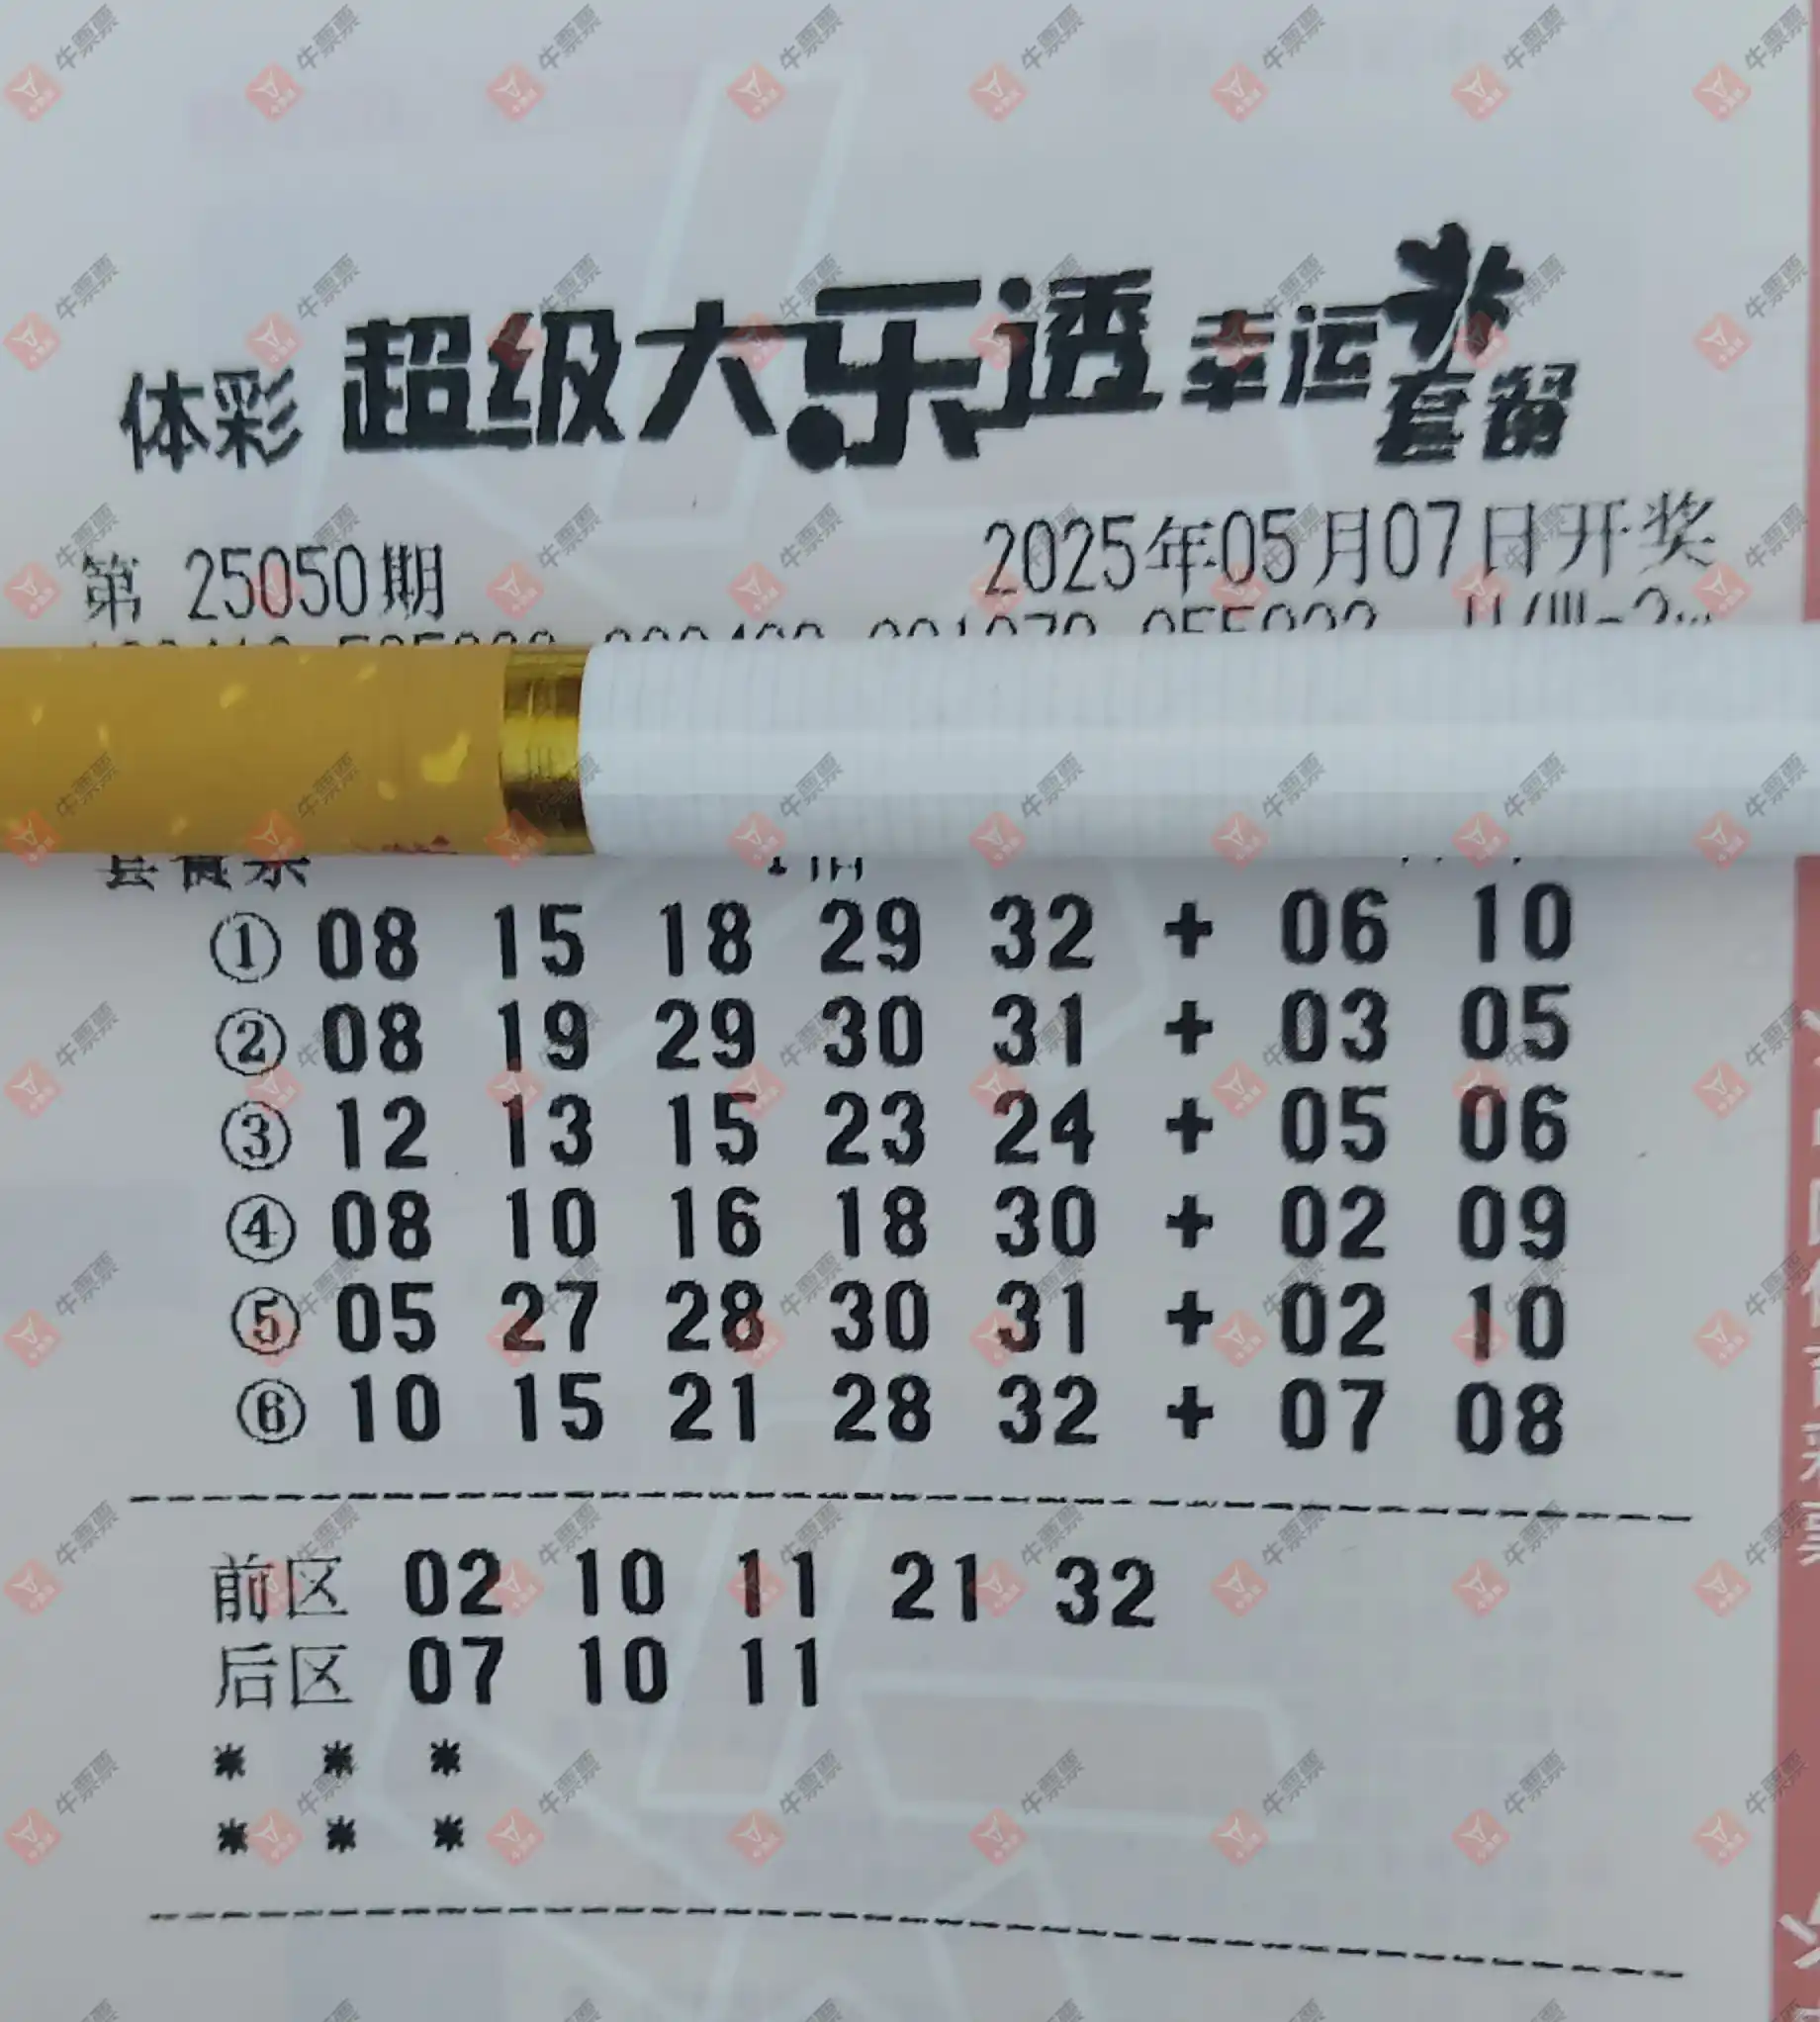 体彩 超级大乐透 幸运套餐
第 25050期 2025年05月07日开奖
① 08 15 18 29 32 + 06 10
② 08 19 29 30 31 + 03 05
③ 12 13 15 23 24 + 05 06
④ 08 10 16 18 30 + 02 09
⑤ 05 27 28 30 31 + 02 10
⑥ 10 15 21 28 32 + 07 08
前区 02 10 11 21 32
后区 07 10 11
* * *
* * *
牛票票